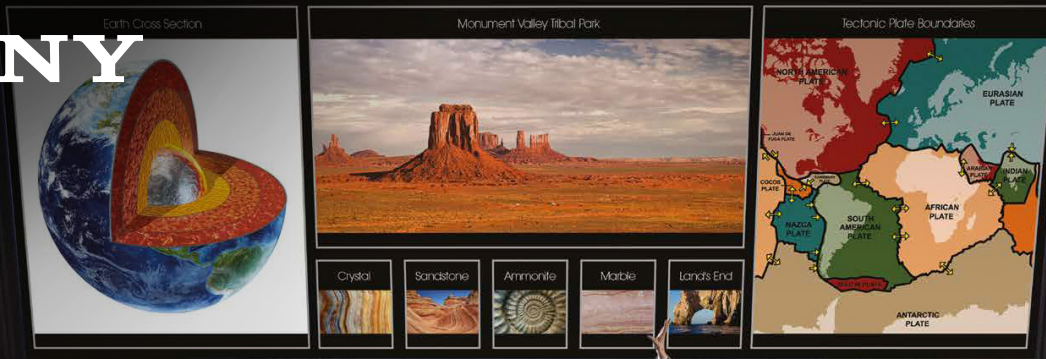 Earth Cross Section
NY
Monument Valley Tribal Park
Tectonic Plate Boundaries
NORTH AMERICAN
PLATE
EURASIAN
PLATE
JUAN DE
FUCA PLATE
COCOS
PLATE
ARABIAN
PLATE
INDIAN
PLATE
AFRICAN
PLATE
NAZCA
PLATE
SOUTH
AMERICAN
PLATE
SCOTIA PLATE
ANTARCTIC
PLATE
Crystal
Sandstone
Ammonite
Marble
Land's End